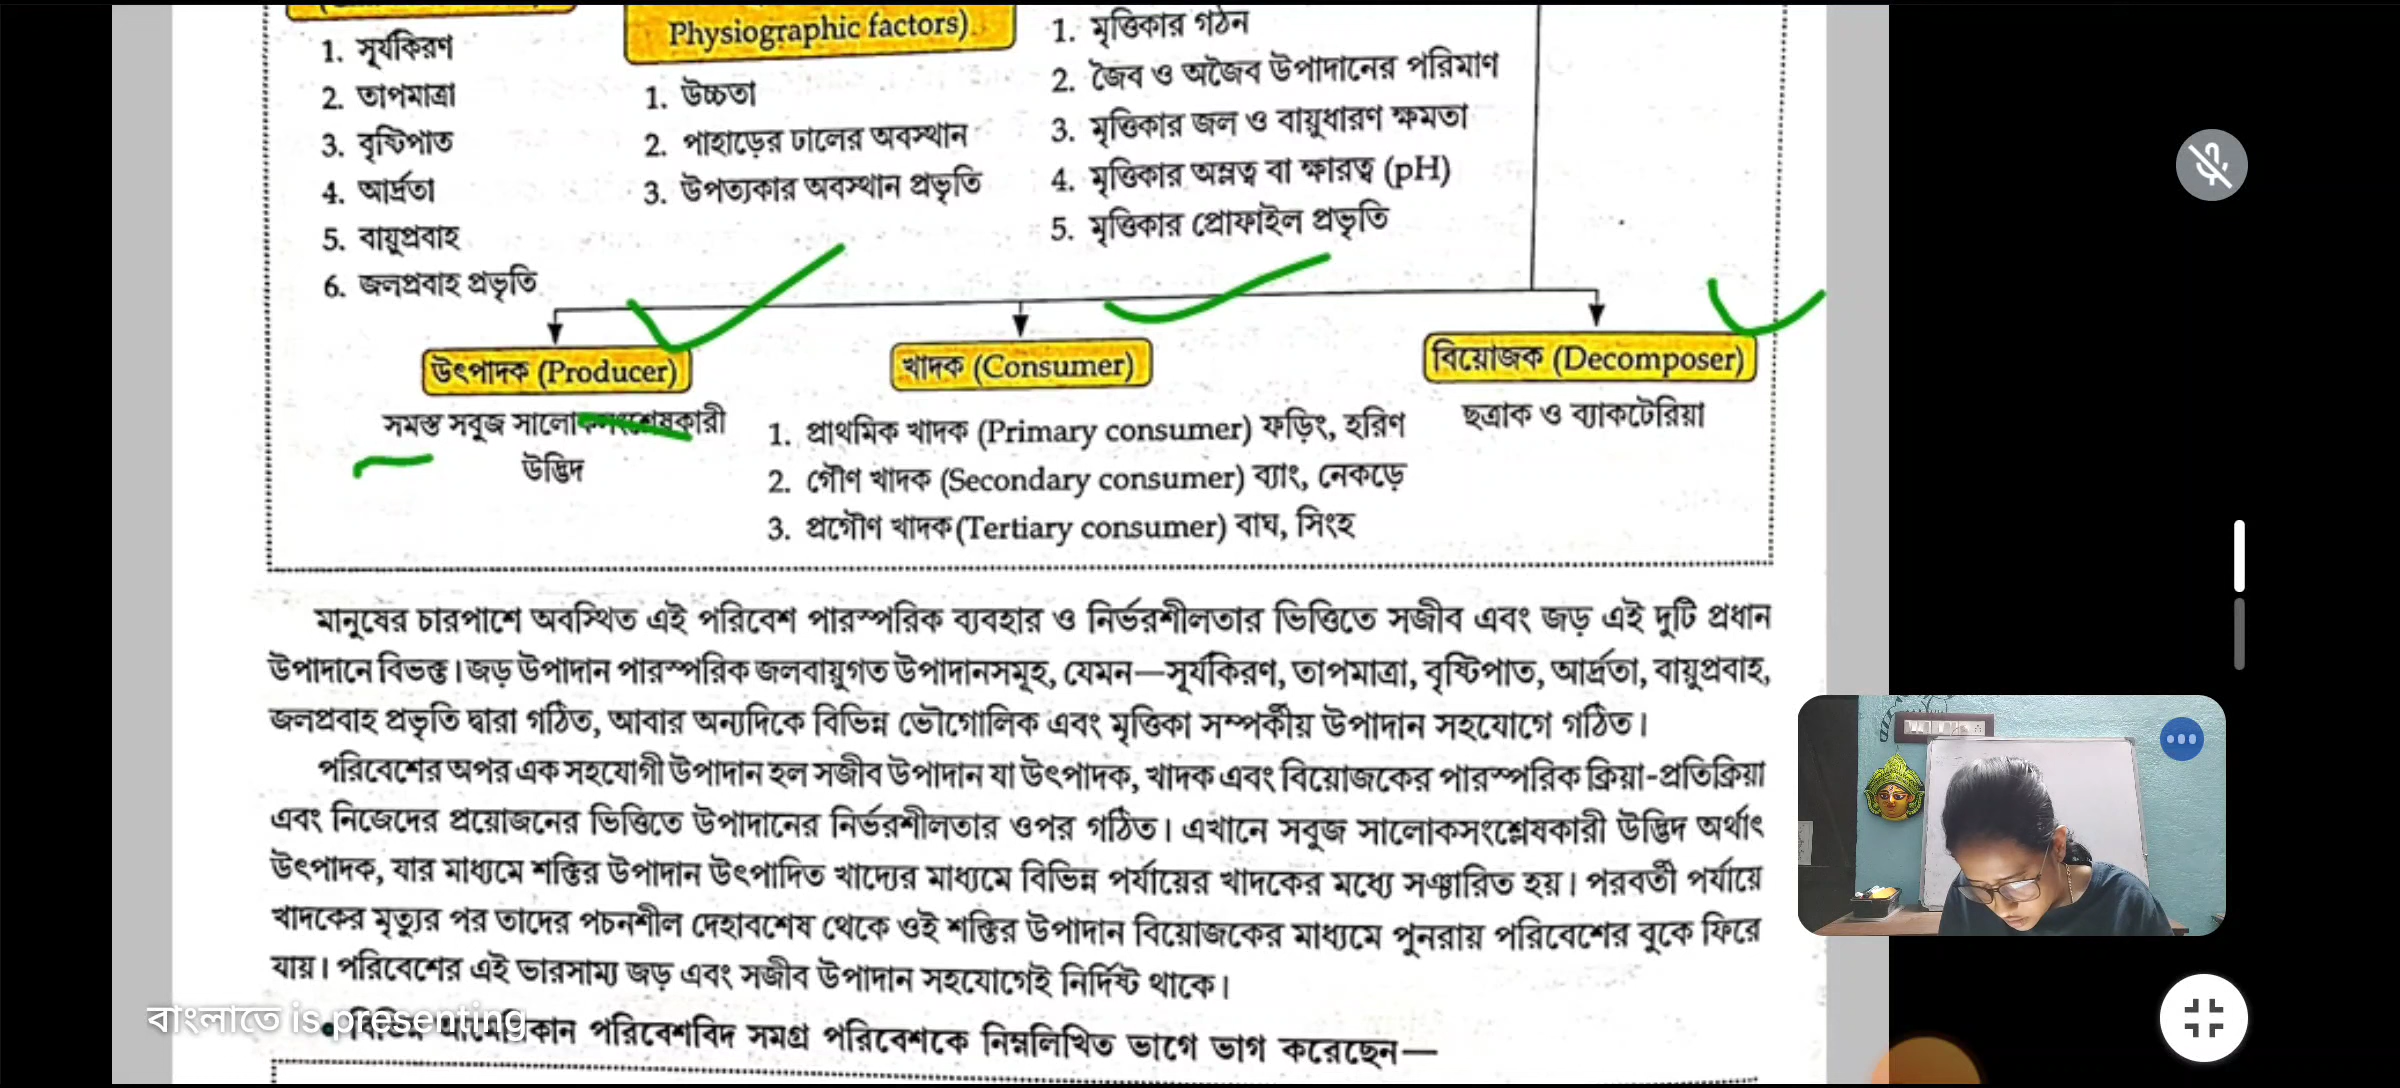 Physiographic factors)
1. সূর্যকিরণ
2. তাপমাত্রা
3. বৃষ্টিপাত
4. আর্দ্রতা
5. বায়ুপ্রবাহ
6. জলপ্রবাহ প্রভৃতি
1. উচ্চতা
2. পাহাড়ের ঢালের অবস্থান
3. উপত্যকার অবস্থান প্রভৃতি
1. মৃত্তিকার গঠন
2. জৈব ও অজৈব উপাদানের পরিমাণ
3. মৃত্তিকার জল ও বায়ুধারণ ক্ষমতা
4. মৃত্তিকার অম্লত্ব বা ক্ষারত্ব (pH)
5. মৃত্তিকার প্রোফাইল প্রভৃতি
উৎপাদক (Producer)
সমস্ত সবুজ সালোকসংশ্লেষকারী
উদ্ভিদ
খাদক (Consumer)
1. প্রাথমিক খাদক (Primary consumer) ফড়িং, হরিণ
2. গৌণ খাদক (Secondary consumer) ব্যাং, নেকড়ে
3. প্রগৌণ খাদক(Tertiary consumer) বাঘ, সিংহ
বিয়োজক (Decomposer)
ছত্রাক ও ব্যাকটেরিয়া
মানুষের চারপাশে অবস্থিত এই পরিবেশ পারস্পরিক ব্যবহার ও নির্ভরশীলতার ভিত্তিতে সজীব এবং জড় এই দুটি প্রধান
উপাদানে বিভক্ত। জড় উপাদান পারস্পরিক জলবায়ুগত উপাদানসমূহ, যেমন—সূর্যকিরণ, তাপমাত্রা, বৃষ্টিপাত, আর্দ্রতা, বায়ুপ্রবাহ,
জলপ্রবাহ প্রভৃতি দ্বারা গঠিত, আবার অন্যদিকে বিভিন্ন ভৌগোলিক এবং মৃত্তিকা সম্পর্কীয় উপাদান সহযোগে গঠিত।
পরিবেশের অপর এক সহযোগী উপাদান হল সজীব উপাদান যা উৎপাদক, খাদক এবং বিয়োজকের পারস্পরিক ক্রিয়া-প্রতিক্রিয়া
এবং নিজেদের প্রয়োজনের ভিত্তিতে উপাদানের নির্ভরশীলতার ওপর গঠিত। এখানে সবুজ সালোকসংশ্লেষকারী উদ্ভিদ অর্থাৎ
উৎপাদক, যার মাধ্যমে শক্তির উপাদান উৎপাদিত খাদ্যের মাধ্যমে বিভিন্ন পর্যায়ের খাদকের মধ্যে সঞ্চারিত হয়। পরবর্তী পর্যায়ে
খাদকের মৃত্যুর পর তাদের পচনশীল দেহাবশেষ থেকে ওই শক্তির উপাদান বিয়োজকের মাধ্যমে পুনরায় পরিবেশের বুকে ফিরে
যায়। পরিবেশের এই ভারসাম্য জড় এবং সজীব উপাদান সহযোগেই নির্দিষ্ট থাকে।
বাংলাতে is presenting
পরিবেশবিদ সমগ্র পরিবেশকে নিম্নলিখিত ভাগে ভাগ করেছেন—